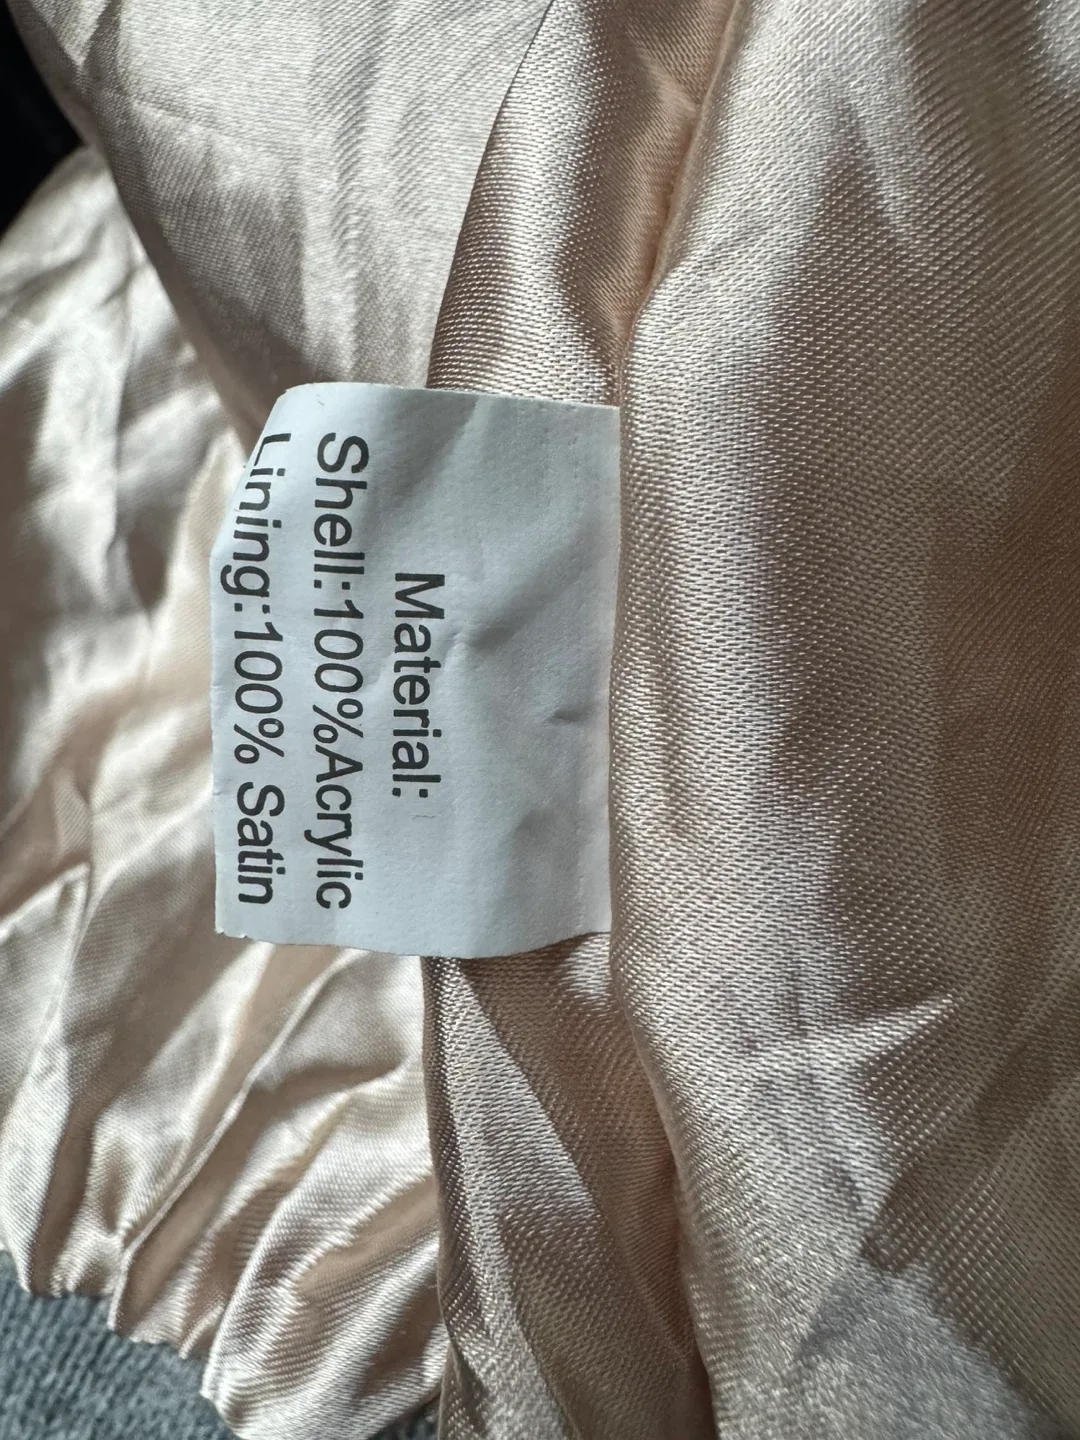 Material:
Shell:100%Acrylic
Lining:100% Satin